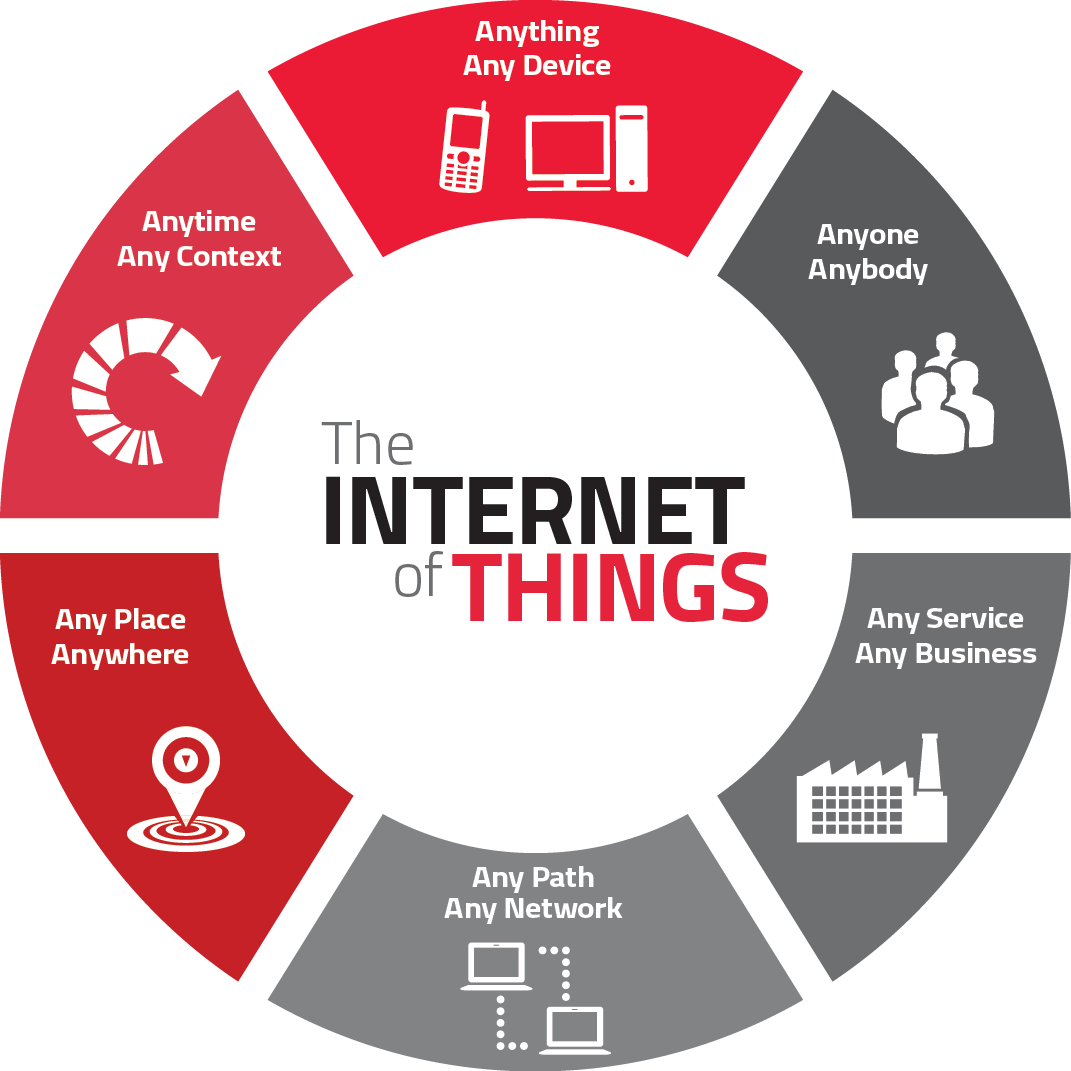 Anything
Any Device
Anyone
Anybody
Any Service
Any Business
Any Path
Any Network
Any Place
Anywhere
Anytime
Any Context
The
INTERNET
of THINGS